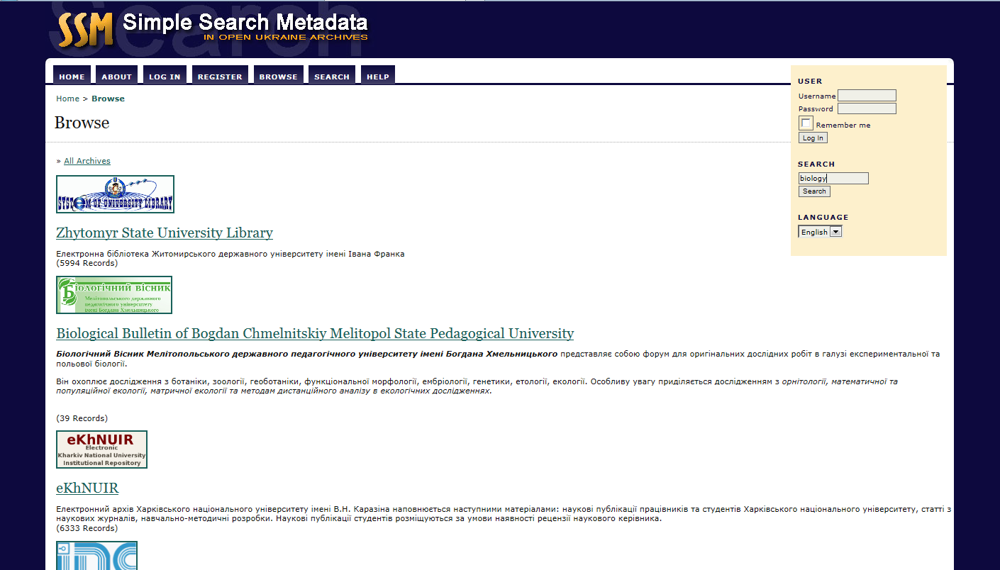 Search
SSM Simple Search Metadata
IN OPEN UKRAINE ARCHIVES
HOME ABOUT LOG IN REGISTER BROWSE SEARCH HELP
Home > Browse
Browse
» All Archives
SYSTEM OF UNIVERSITY LIBRARY
Zhytomyr State University Library
Електронна бібліотека Житомирського державного університету імені Івана Франка
(5994 Records)
Біологічний вісник
Мелітопольського державного
педагогічного університету
імені Богдана Хмельницького
Biological Bulletin of Bogdan Chmelnitskiy Melitopol State Pedagogical University
Біологічний Вісник Мелітопольського державного педагогічного університету імені Богдана Хмельницького представляє собою форум для оригінальних дослідних робіт в галузі експериментальної та
польової біології.
Він охоплює дослідження з ботаніки, зоології, геоботаніки, функціональної морфології, ембріології, генетики, етології, екології. Особливу увагу приділяється дослідженням з орнітології, математичної та
популяційної екології, матричної екології та методам дистанційного аналізу в екологічних дослідженнях.
(39 Records)
eKhNUIR
Electronic
Kharkiv National University
Institutional Repository
eKhNUIR
Електронний архів Харківського національного університету імені В.Н. Каразіна наповнюється наступними матеріалами: наукові публікації працівників та студентів Харківського національного університету, статті з
наукових журналів, навчально-методичні розробки. Наукові публікації студентів розміщуються за умови наявності рецензії наукового керівника.
(6333 Records)
USER
Username
Password
Remember me
Log In
SEARCH
biology
Search
LANGUAGE
English